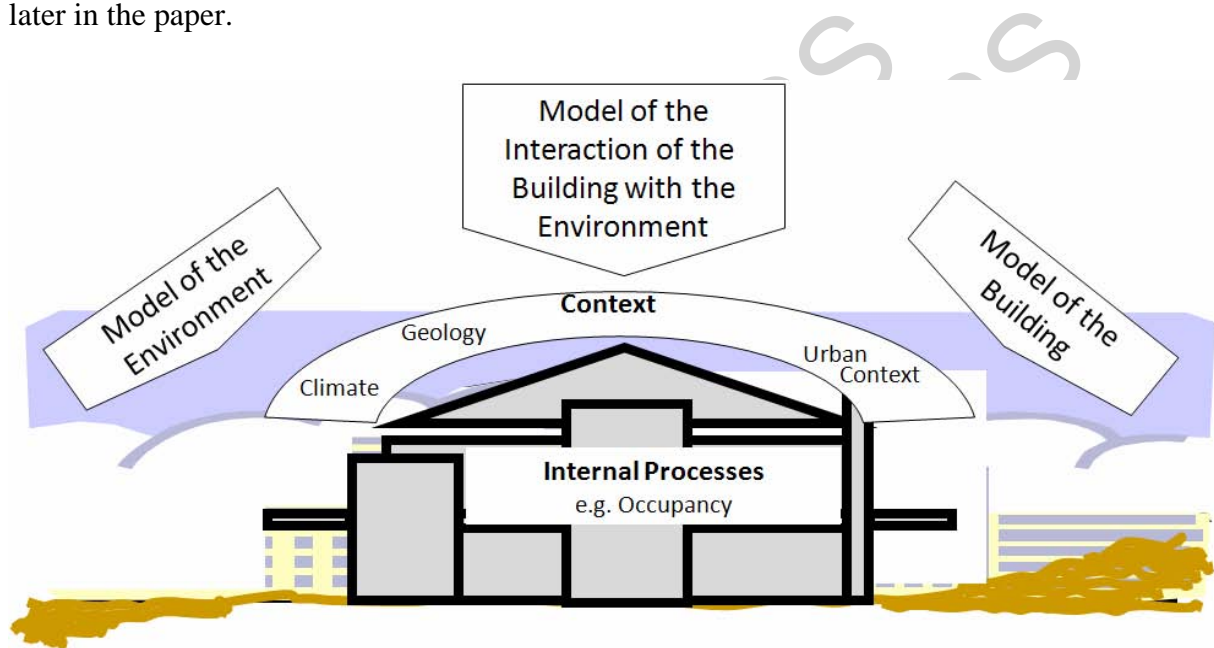 later in the paper.
Model of the
Interaction of the
Building with the
Environment
Model of the
Environment
Model of the
Building
Context
Geology
Climate
Urban
Context
Internal Processes
e.g. Occupancy